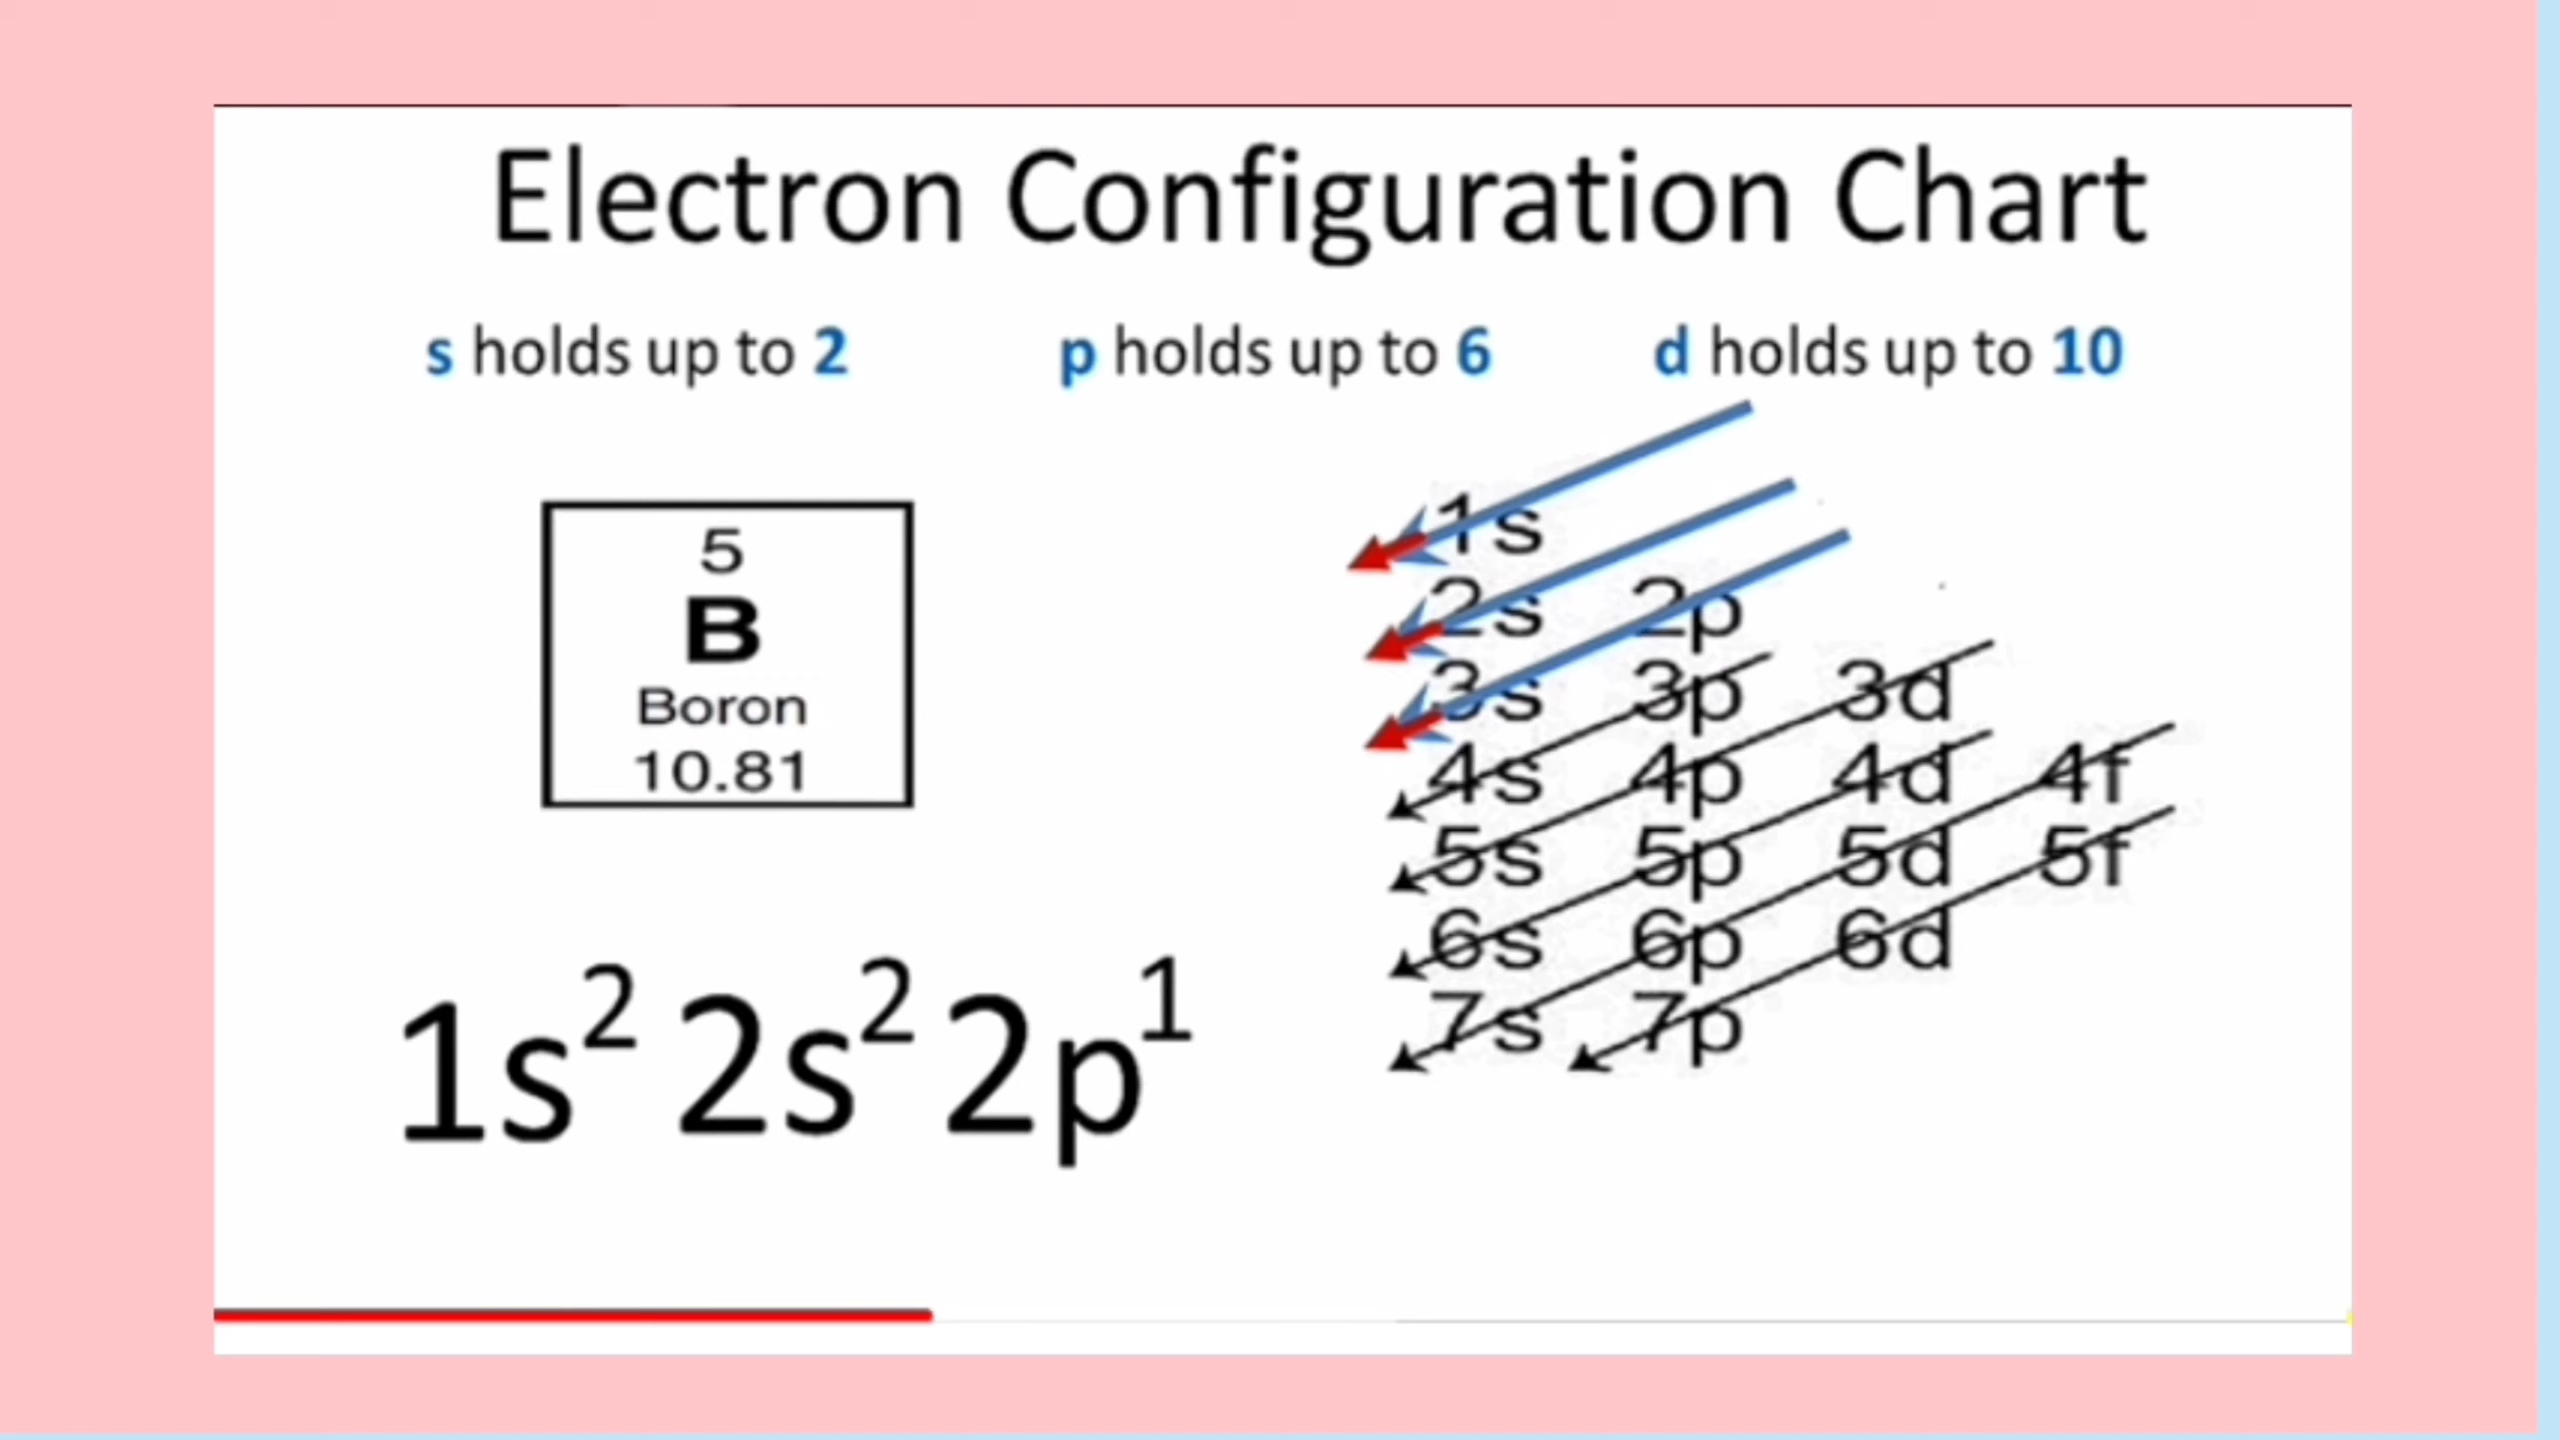 Electron Configuration Chart
s holds up to 2 p holds up to 6 d holds up to 10
5
B
Boron
10.81
1s² 2s² 2p¹
1s
2s 2p
3s 3p 3d
4s 4p 4d 4f
5s 5p 5d 5f
6s 6p 6d
7s 7p